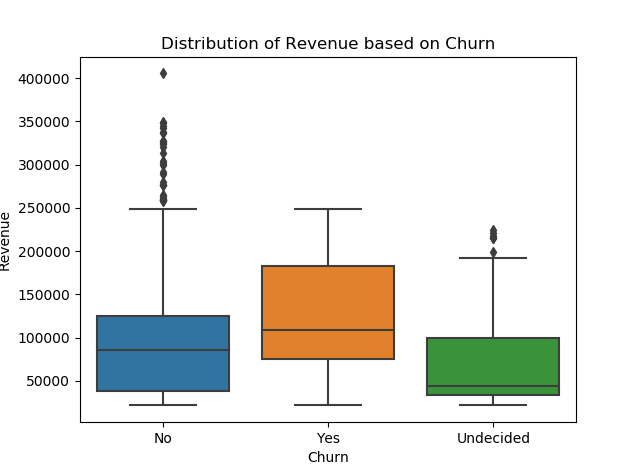 Distribution of Revenue based on Churn
400000
350000
300000
250000
200000
150000
100000
50000
Revenue
No Yes Undecided
Churn